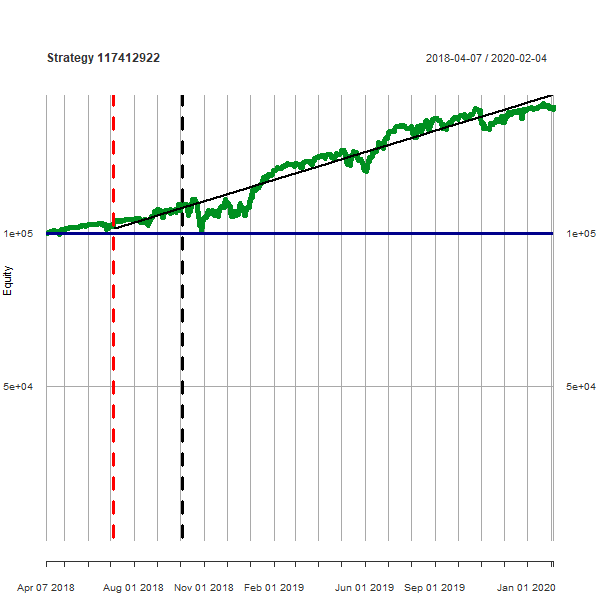 Strategy 117412922
2018-04-07 / 2020-02-04
1e+05
1e+05
Equity
5e+04
5e+04
Apr 07 2018
Aug 01 2018
Nov 01 2018
Feb 01 2019
Jun 01 2019
Sep 01 2019
Jan 01 2020